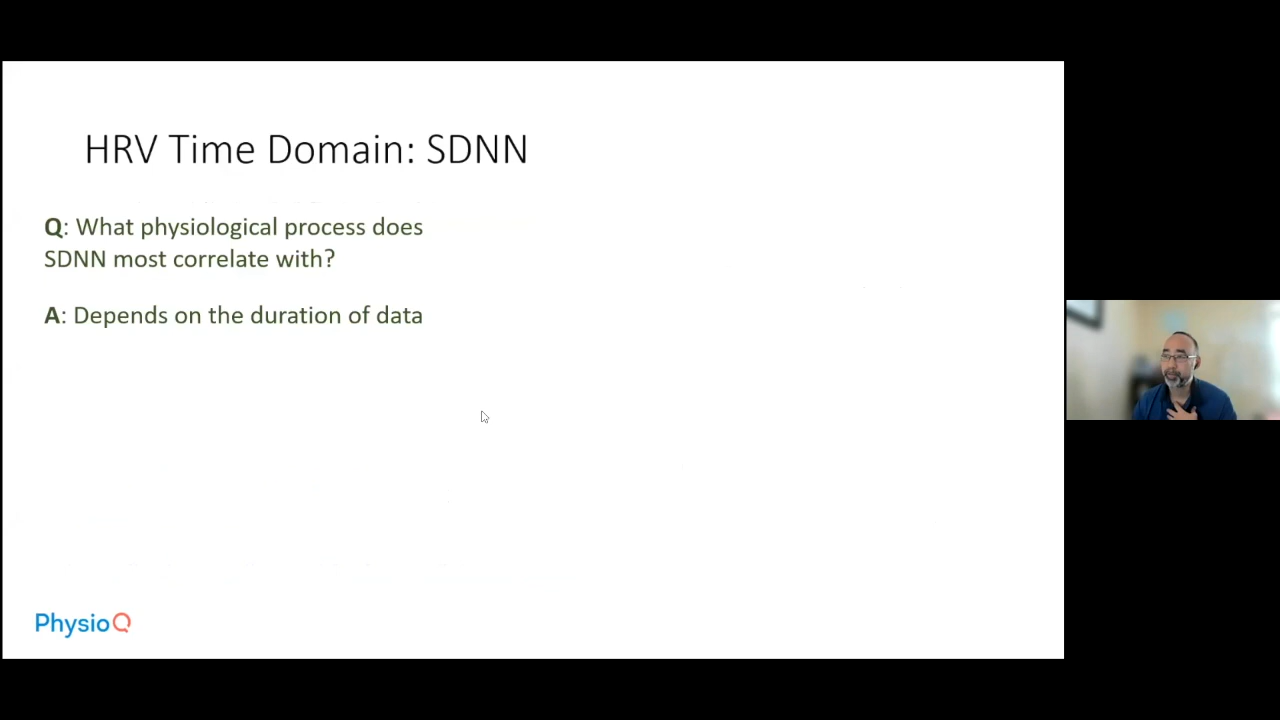 HRV Time Domain: SDNN
Q: What physiological process does
SDNN most correlate with?
A: Depends on the duration of data
PhysioQ